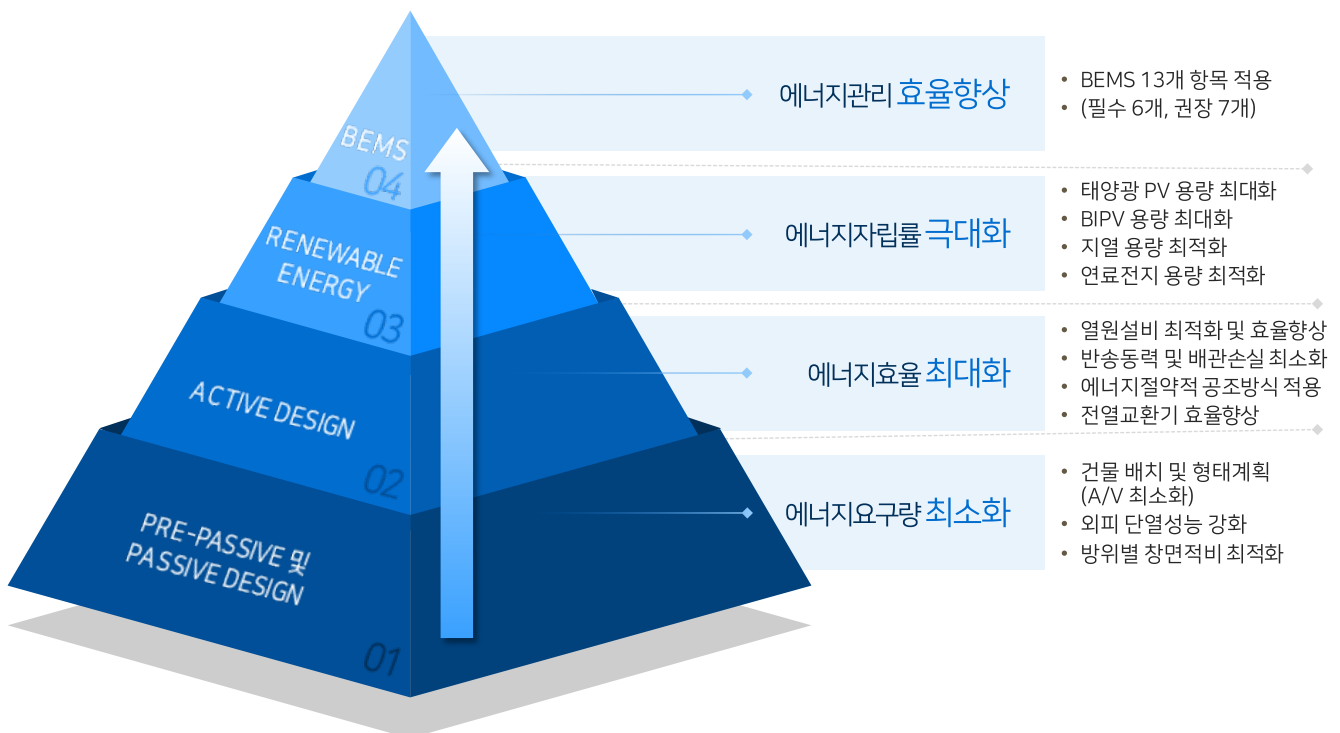 BEMS
04
에너지관리 효율향상
• BEMS 13개 항목 적용
• (필수 6개, 권장 7개)
RENEWABLE
ENERGY
03
에너지자립률 극대화
• 태양광 PV 용량 최대화
• BIPV 용량 최대화
• 지열 용량 최적화
• 연료전지 용량 최적화
ACTIVE DESIGN
02
에너지효율 최대화
• 열원설비 최적화 및 효율향상
• 반송동력 및 배관손실 최소화
• 에너지절약적 공조방식 적용
• 전열교환기 효율향상
PRE-PASSIVE 및
PASSIVE DESIGN
01
에너지요구량 최소화
• 건물 배치 및 형태계획
(A/V 최소화)
• 외피 단열성능 강화
• 방위별 창면적비 최적화